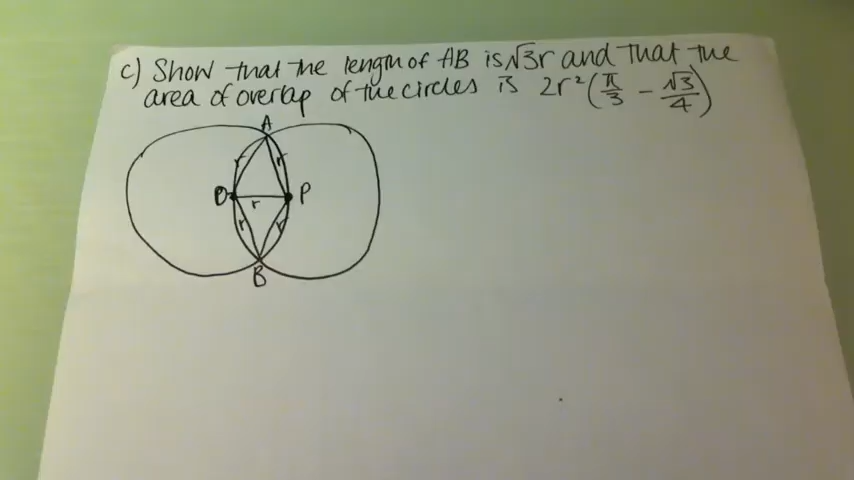 c) Show that the length of AB is √3r and that the
area of overlap of the circles is 2r²(π/3 - √3/4)
A
r r
O P
r
r r
B